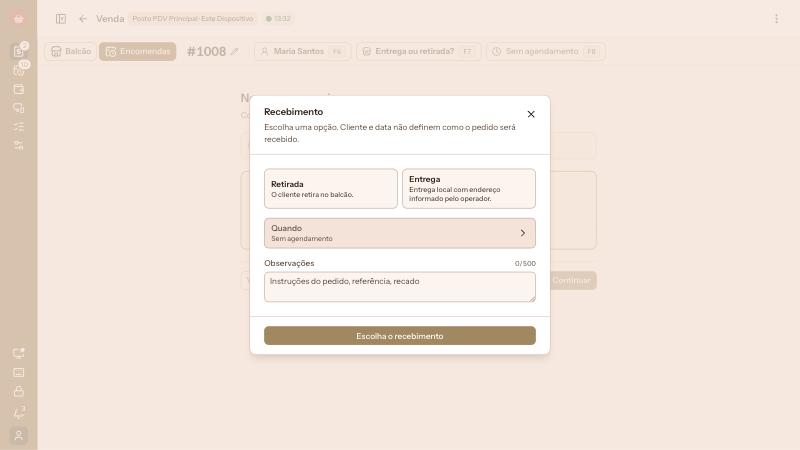 Venda
Posto PDV Principal · Este Dispositivo
13:32
2
10
Balcão
Encomendas
#1008
Maria Santos
F6
Entrega ou retirada?
F7
Sem agendamento
F8
Recebimento
Escolha uma opção. Cliente e data não definem como o pedido será
recebido.
Retirada
O cliente retira no balcão.
Entrega
Entrega local com endereço
informado pelo operador.
Quando
Sem agendamento
Observações
0/500
Instruções do pedido, referência, recado
Continuar
Escolha o recebimento